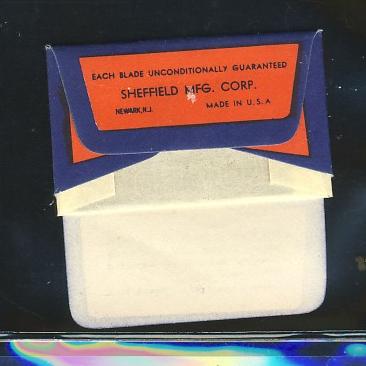 EACH BLADE UNCONDITIONALLY GUARANTEED
SHEFFIELD MFG. CORP.
NEWARK, N.J. MADE IN U.S.A